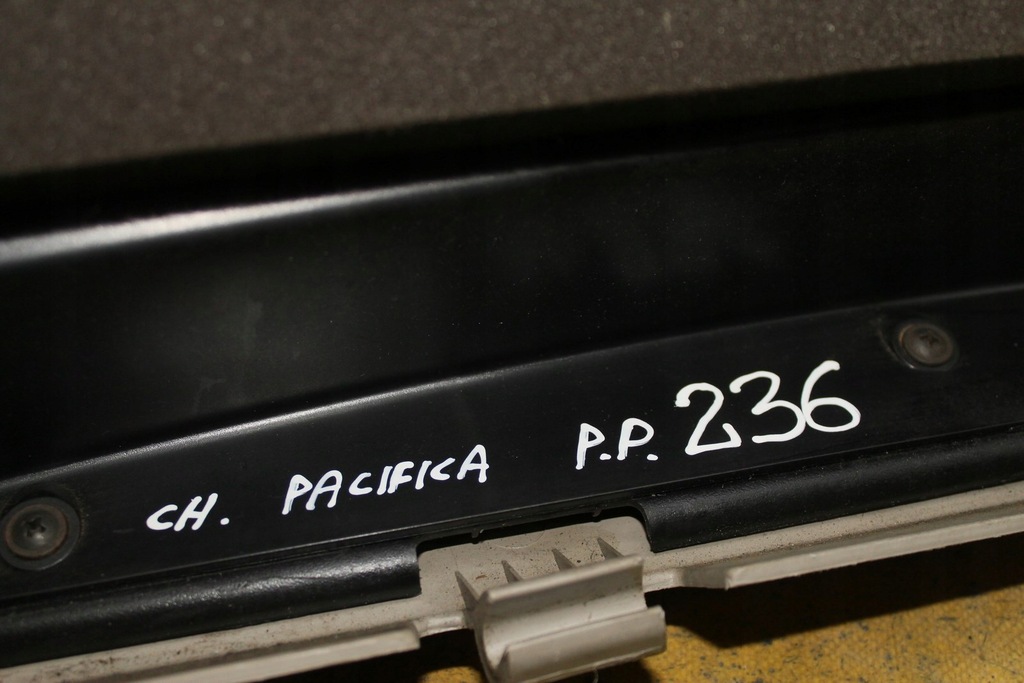 CH. PACIFICA P.P. 236